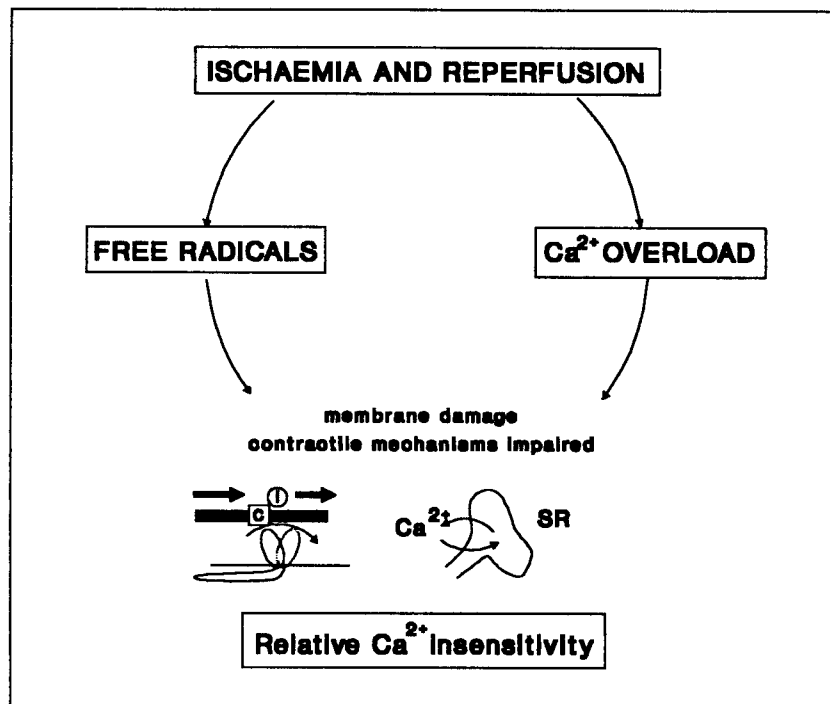 ISCHAEMIA AND REPERFUSION
FREE RADICALS
Ca²⁺ OVERLOAD
membrane damage
contractile mechanisms impaired
I
C
Ca²⁺
SR
Relative Ca²⁺ insensitivity